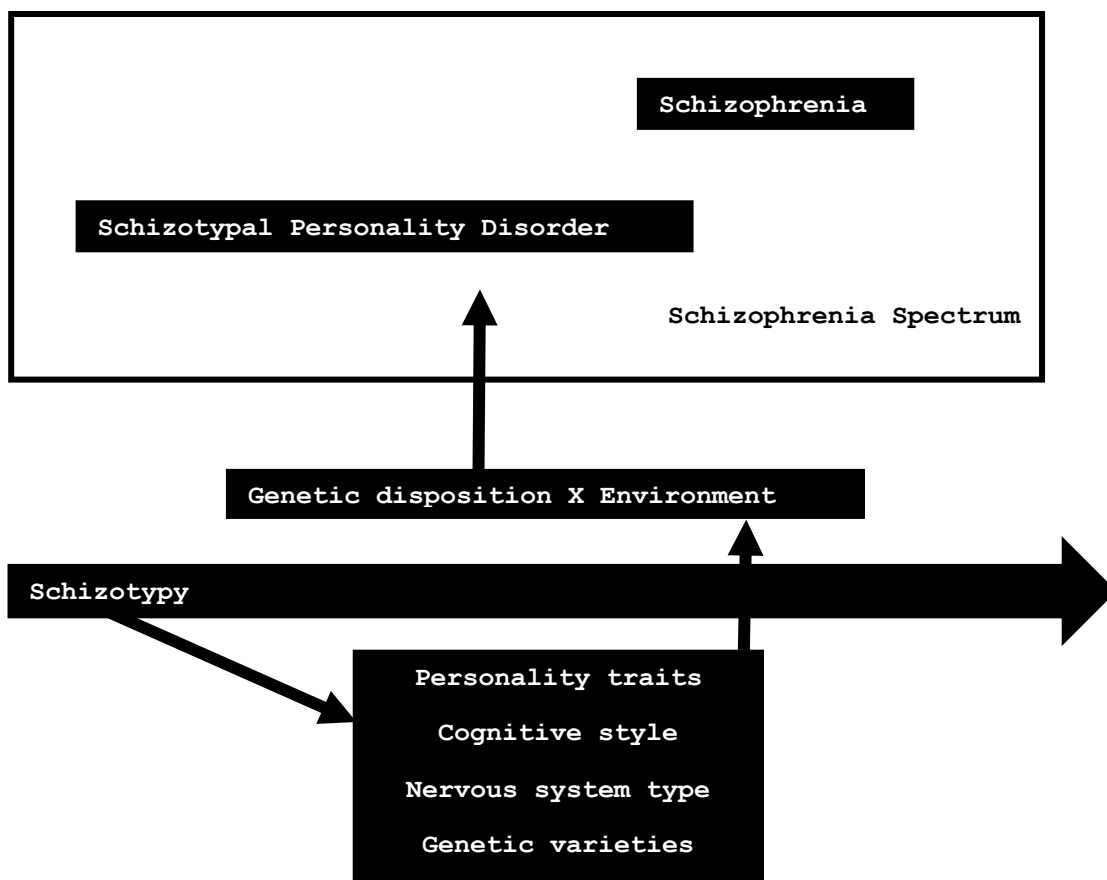 Schizophrenia
Schizotypal Personality Disorder
Schizophrenia Spectrum
Genetic disposition X Environment
Schizotypy
Personality traits
Cognitive style
Nervous system type
Genetic varieties